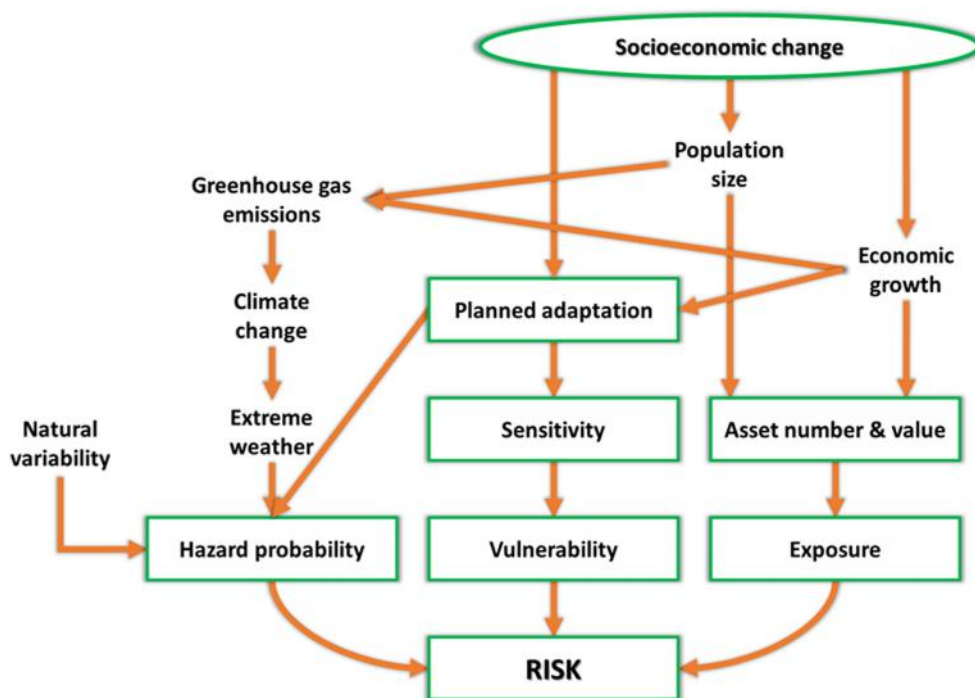 Socioeconomic change
Population
size
Greenhouse gas
emissions
Economic
growth
Climate
change
Planned adaptation
Natural
variability
Extreme
weather
Sensitivity
Asset number & value
Hazard probability
Vulnerability
Exposure
RISK